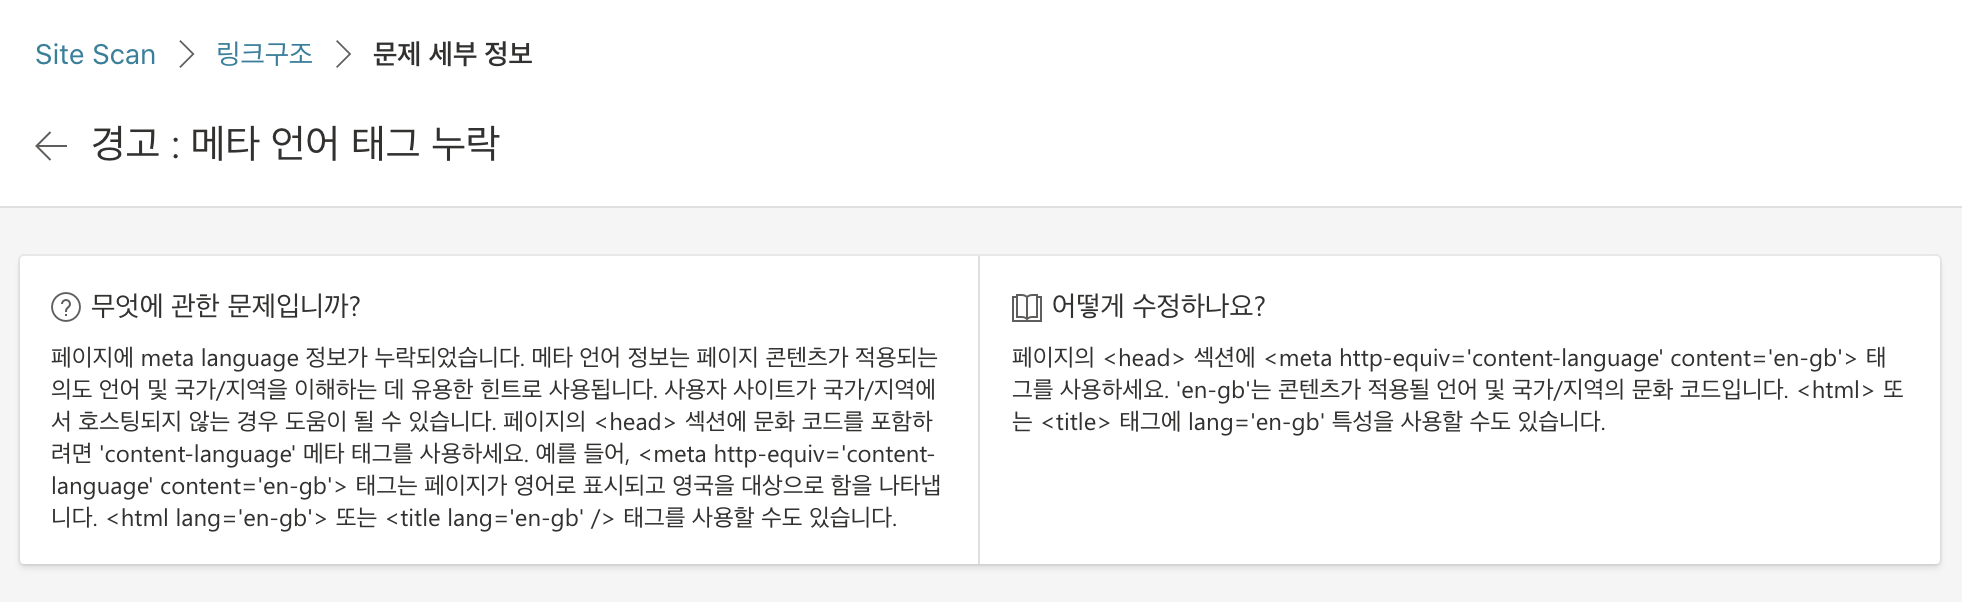 Site Scan > 링크구조 > 문제 세부 정보
← 경고 : 메타 언어 태그 누락
? 무엇에 관한 문제입니까?
페이지에 meta language 정보가 누락되었습니다. 메타 언어 정보는 페이지 콘텐츠가 적용되는
의도 언어 및 국가/지역을 이해하는 데 유용한 힌트로 사용됩니다. 사용자 사이트가 국가/지역에
서 호스팅되지 않는 경우 도움이 될 수 있습니다. 페이지의 <head> 섹션에 문화 코드를 포함하
려면 'content-language' 메타 태그를 사용하세요. 예를 들어, <meta http-equiv='content-
language' content='en-gb'> 태그는 페이지가 영어로 표시되고 영국을 대상으로 함을 나타냅
니다. <html lang='en-gb'> 또는 <title lang='en-gb' /> 태그를 사용할 수도 있습니다.
어떻게 수정하나요?
페이지의 <head> 섹션에 <meta http-equiv='content-language' content='en-gb'> 태
그를 사용하세요. 'en-gb'는 콘텐츠가 적용될 언어 및 국가/지역의 문화 코드입니다. <html> 또
는 <title> 태그에 lang='en-gb' 특성을 사용할 수도 있습니다.